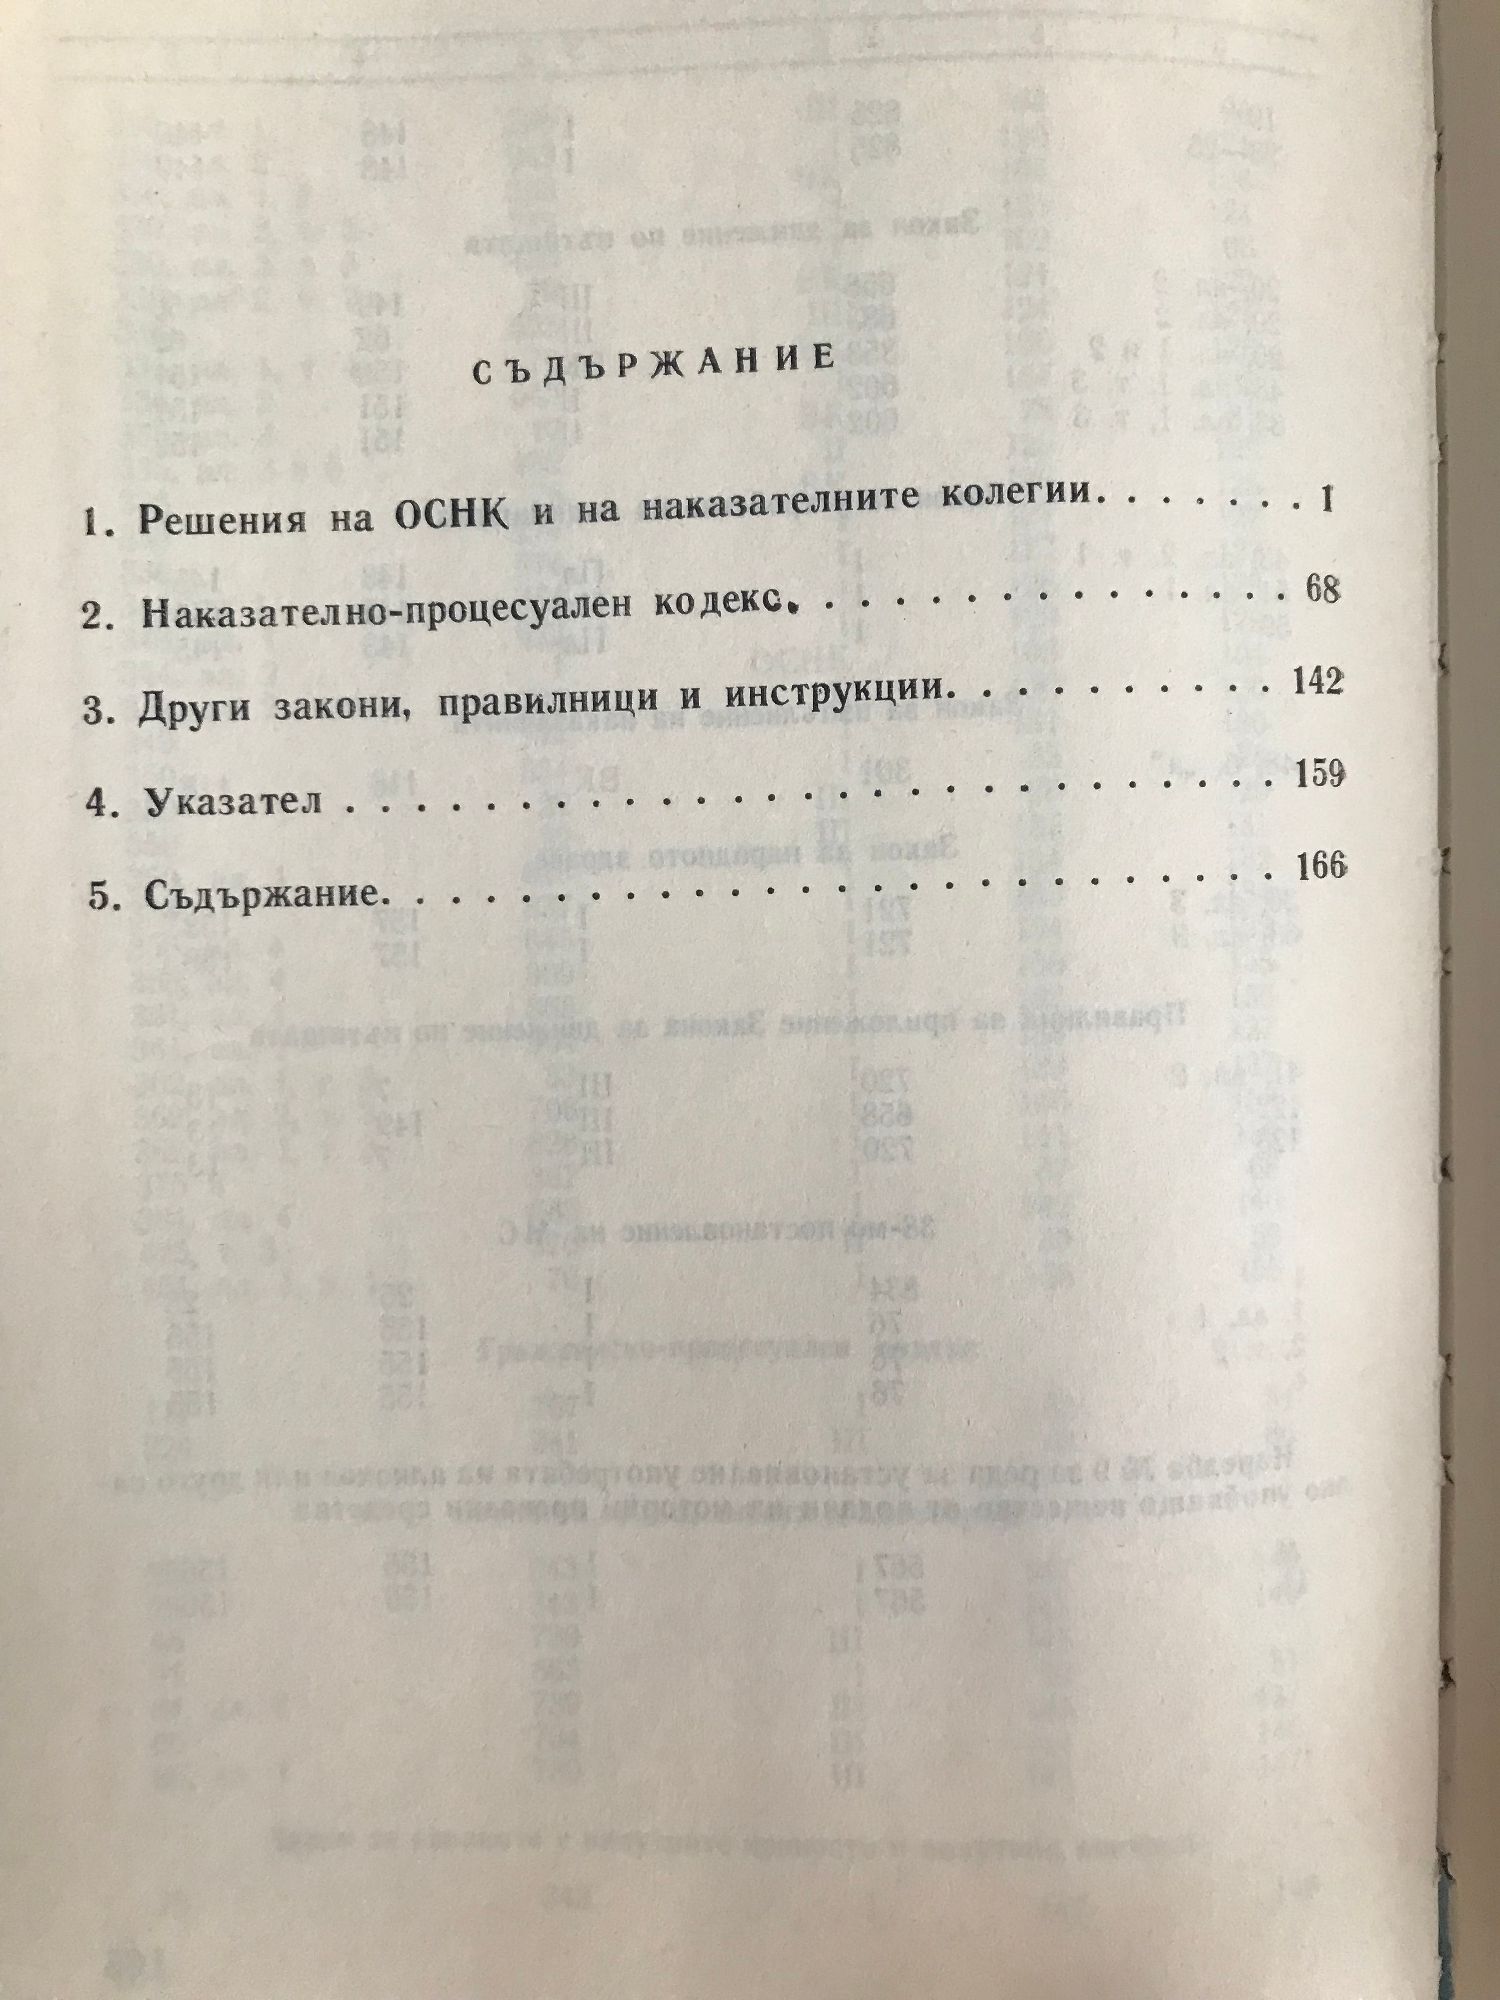 СЪДЪРЖАНИЕ
1. Решения на ОСНК и на наказателните колегии. . . . . . . . 1
2. Наказателно-процесуален кодекс. . . . . . . . . . . . . . . 68
3. Други закони, правилници и инструкции. . . . . . . . . . 142
4. Указател . . . . . . . . . . . . . . . . . . . . . . . . . . . 159
5. Съдържание. . . . . . . . . . . . . . . . . . . . . . . . . . 166